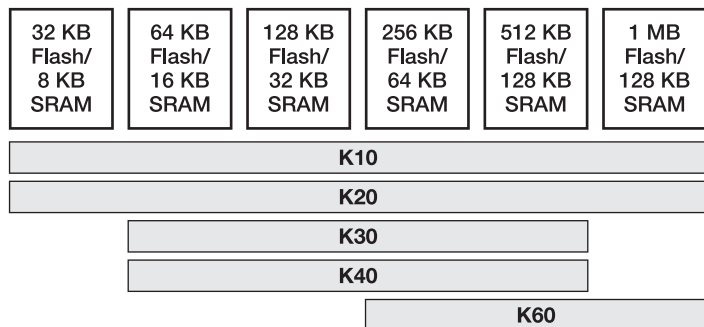 32 KB
Flash/
8 KB
SRAM
64 KB
Flash/
16 KB
SRAM
128 KB
Flash/
32 KB
SRAM
256 KB
Flash/
64 KB
SRAM
512 KB
Flash/
128 KB
SRAM
1 MB
Flash/
128 KB
SRAM
K10
K20
K30
K40
K60